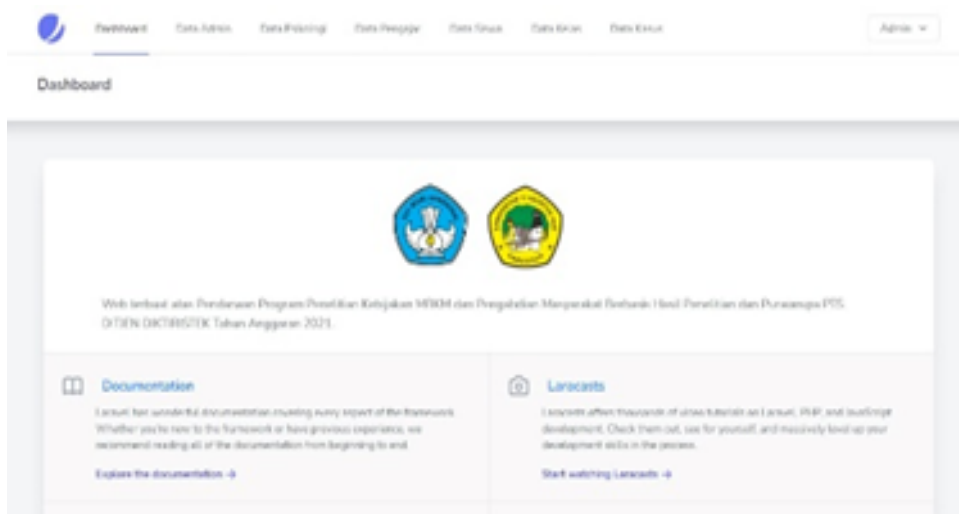 Dashboard Data Admin Data Psikologi Data Pengajar Data Siswa Data Kelas Data Kasus Admin
Dashboard
Web terbuat atas Pendanaan Program Penelitian Kebijakan MBKM dan Pengabdian Masyarakat Berbasis Hasil Penelitian dan Purwarupa PTS
DITJEN DIKTIRISTEK Tahun Anggaran 2021.
Documentation
Laravel has wonderful documentation covering every aspect of the framework.
Whether you're new to the framework or have previous experience, we
recommend reading all of the documentation from beginning to end.
Explore the documentation →
Laracasts
Laracasts offers thousands of video tutorials on Laravel, PHP, and JavaScript
development. Check them out, see for yourself, and massively level up your
development skills in the process.
Start watching Laracasts →